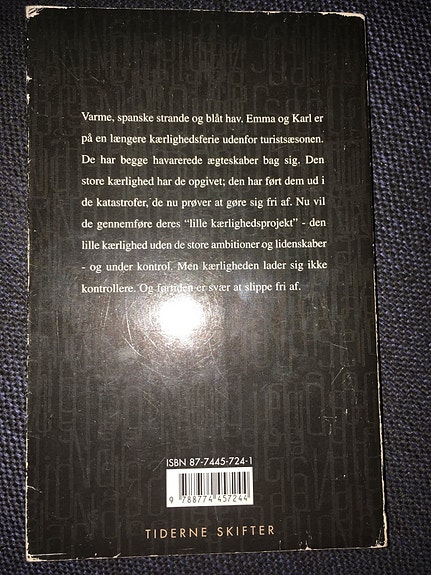 Varme, spanske strande og blåt hav. Emma og Karl er
på en længere kærlighedsferie udenfor turistsæsonen.
De har begge havarerede ægteskaber bag sig. Den
store kærlighed har de opgivet; den har ført dem ud i
de katastrofer, de nu prøver at gøre sig fri af. Nu vil
de gennemføre deres "lille kærlighedsprojekt" - den
lille kærlighed uden de store ambitioner og lidenskaber
- og under kontrol. Men kærligheden lader sig ikke
kontrollere. Og fortiden er svær at slippe fri af.
ISBN 87-7445-724-1
9 788774 457244
TIDERNE SKIFTER